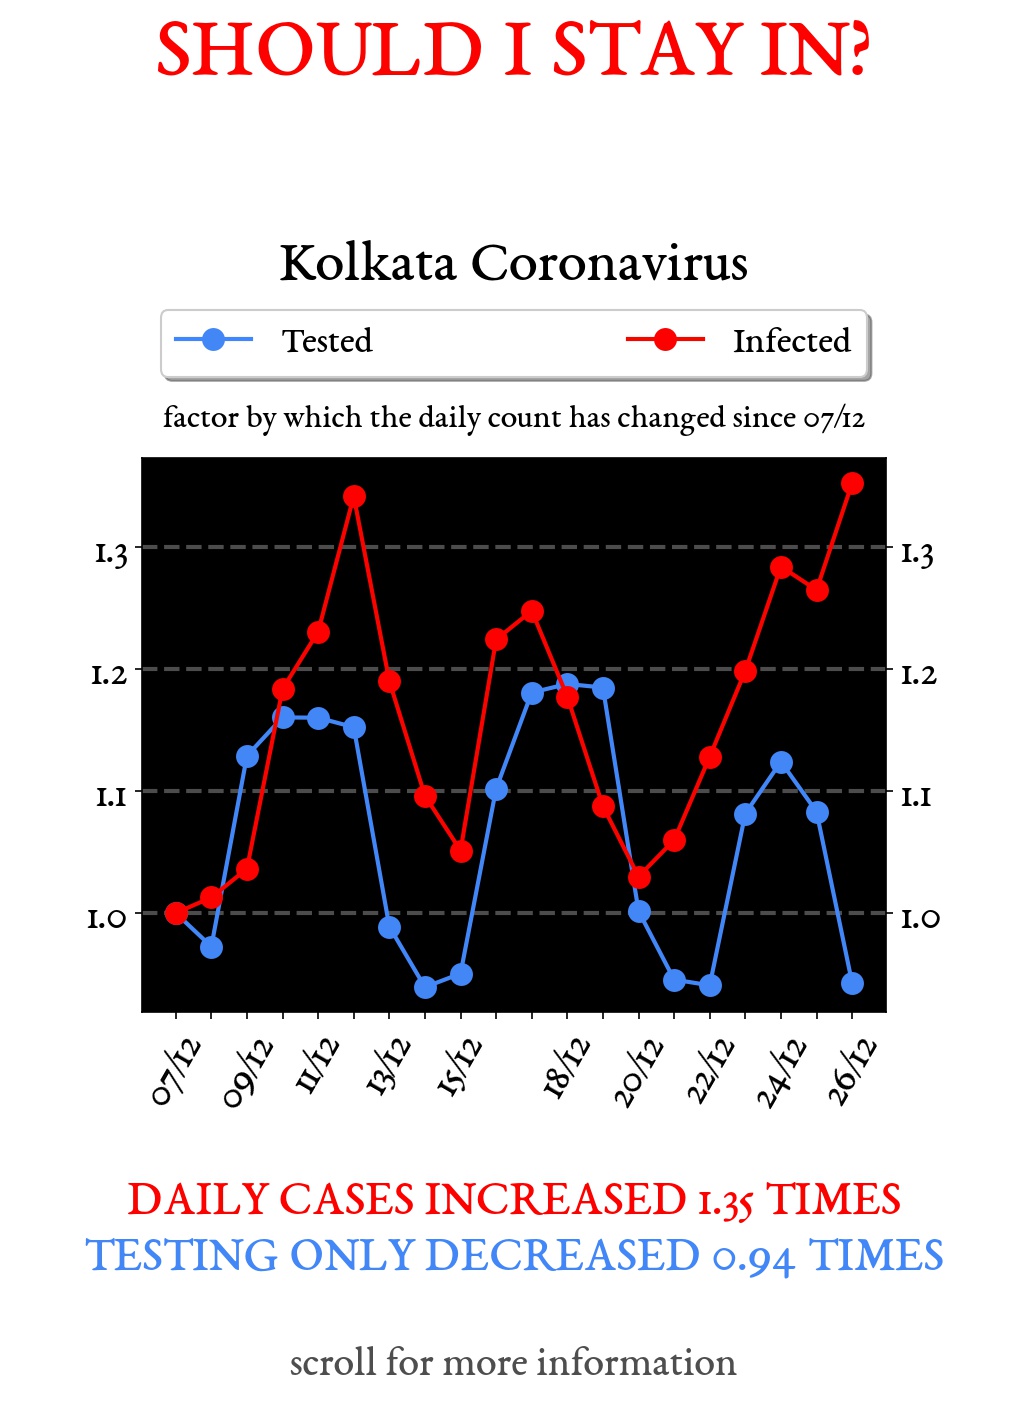 SHOULD I STAY IN?
Kolkata Coronavirus
Tested Infected
factor by which the daily count has changed since 07/12
1.3 1.3
1.2 1.2
1.1 1.1
1.0 1.0
07/12 09/12 11/12 13/12 15/12 18/12 20/12 22/12 24/12 26/12
DAILY CASES INCREASED 1.35 TIMES
TESTING ONLY DECREASED 0.94 TIMES
scroll for more information